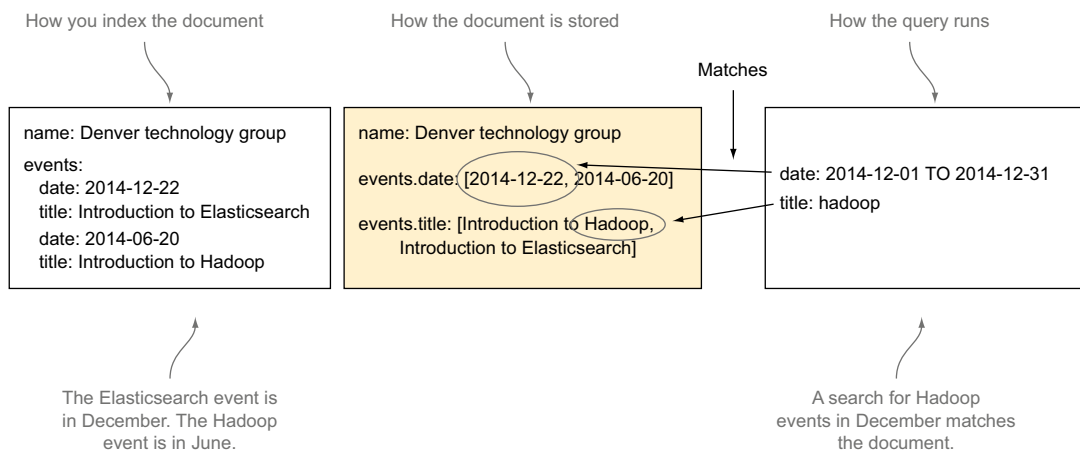 How you index the document
How the document is stored
How the query runs
Matches
name: Denver technology group
events:
date: 2014-12-22
title: Introduction to Elasticsearch
date: 2014-06-20
title: Introduction to Hadoop
name: Denver technology group
events.date: [2014-12-22, 2014-06-20]
events.title: [Introduction to Hadoop,
Introduction to Elasticsearch]
date: 2014-12-01 TO 2014-12-31
title: hadoop
The Elasticsearch event is
in December. The Hadoop
event is in June.
A search for Hadoop
events in December matches
the document.